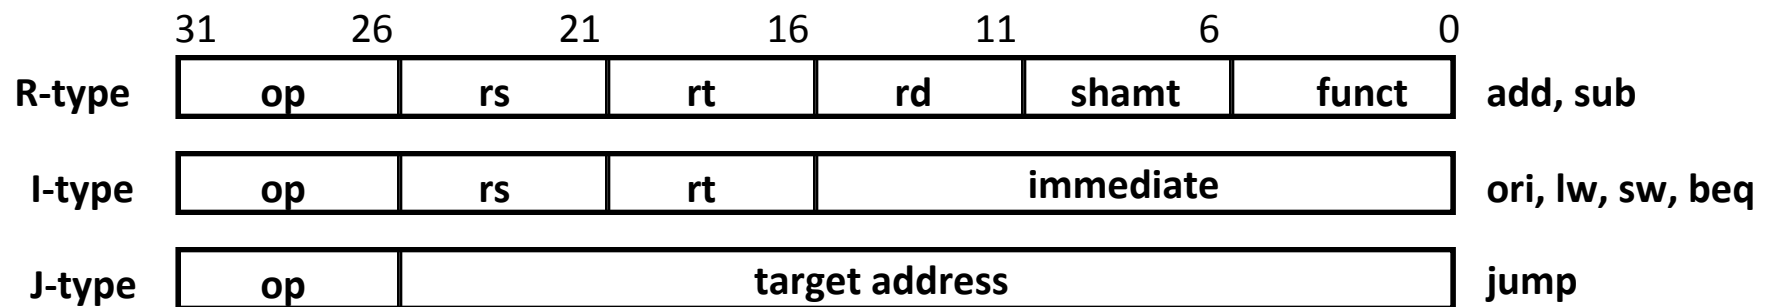 31 26 21 16 11 6 0
R-type op rs rt rd shamt funct add, sub
I-type op rs rt immediate ori, lw, sw, beq
J-type op target address jump